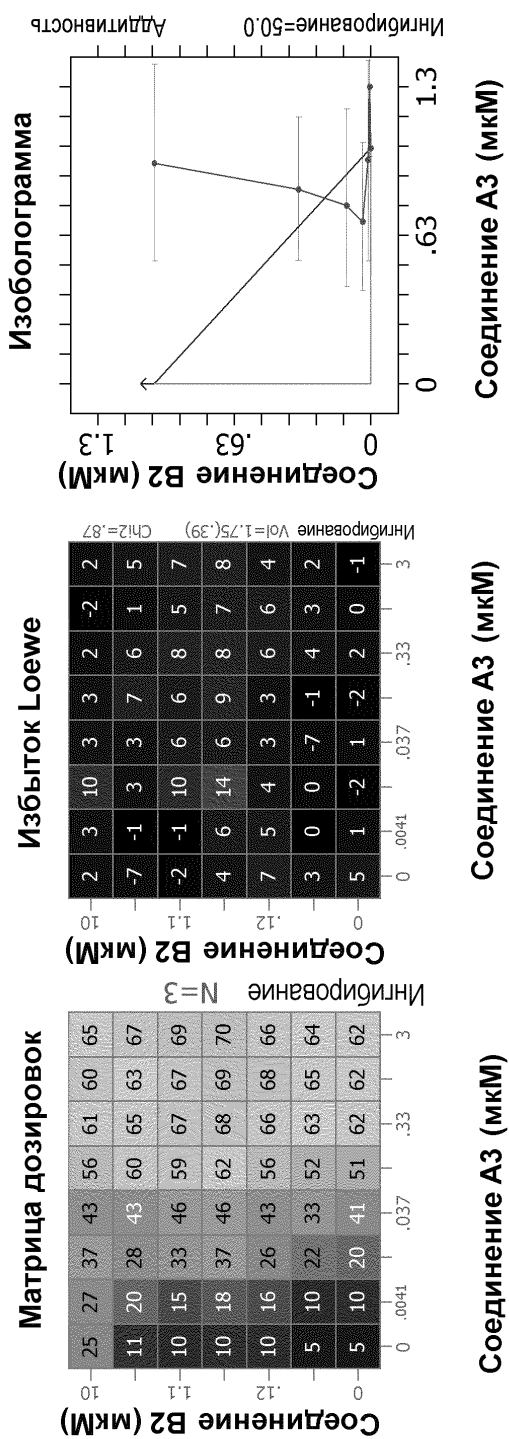 Матрица дозировок
Соединение B2 (мкМ)
10
1.1
.12
0
25 27 37 43 56 61 60 65
11 20 28 43 60 65 63 67
10 15 33 46 59 67 67 69
10 18 37 46 62 68 69 70
10 16 26 43 56 66 68 66
5 10 22 33 52 63 65 64
5 10 20 41 51 62 62 62
0 .0041 .037 .33 3
Соединение A3 (мкМ)
N=3
Ингибирование
Избыток Loewe
Соединение B2 (мкМ)
10
1.1
.12
0
2 3 10 3 3 2 -2 2
-7 -1 3 3 7 6 1 5
-2 -1 10 6 6 8 5 7
4 6 14 6 9 8 7 8
7 5 4 3 3 6 6 4
3 0 0 -7 -1 4 3 2
5 1 -2 1 -2 2 0 -1
0 .0041 .037 .33 3
Соединение A3 (мкМ)
Chi2=.87
Vol=1.75(.39)
Ингибирование
Изоболограмма
Соединение B2 (мкМ)
1.3
.63
0
0 .63 1.3
Соединение A3 (мкМ)
Аддитивность
Ингибирование=50.0